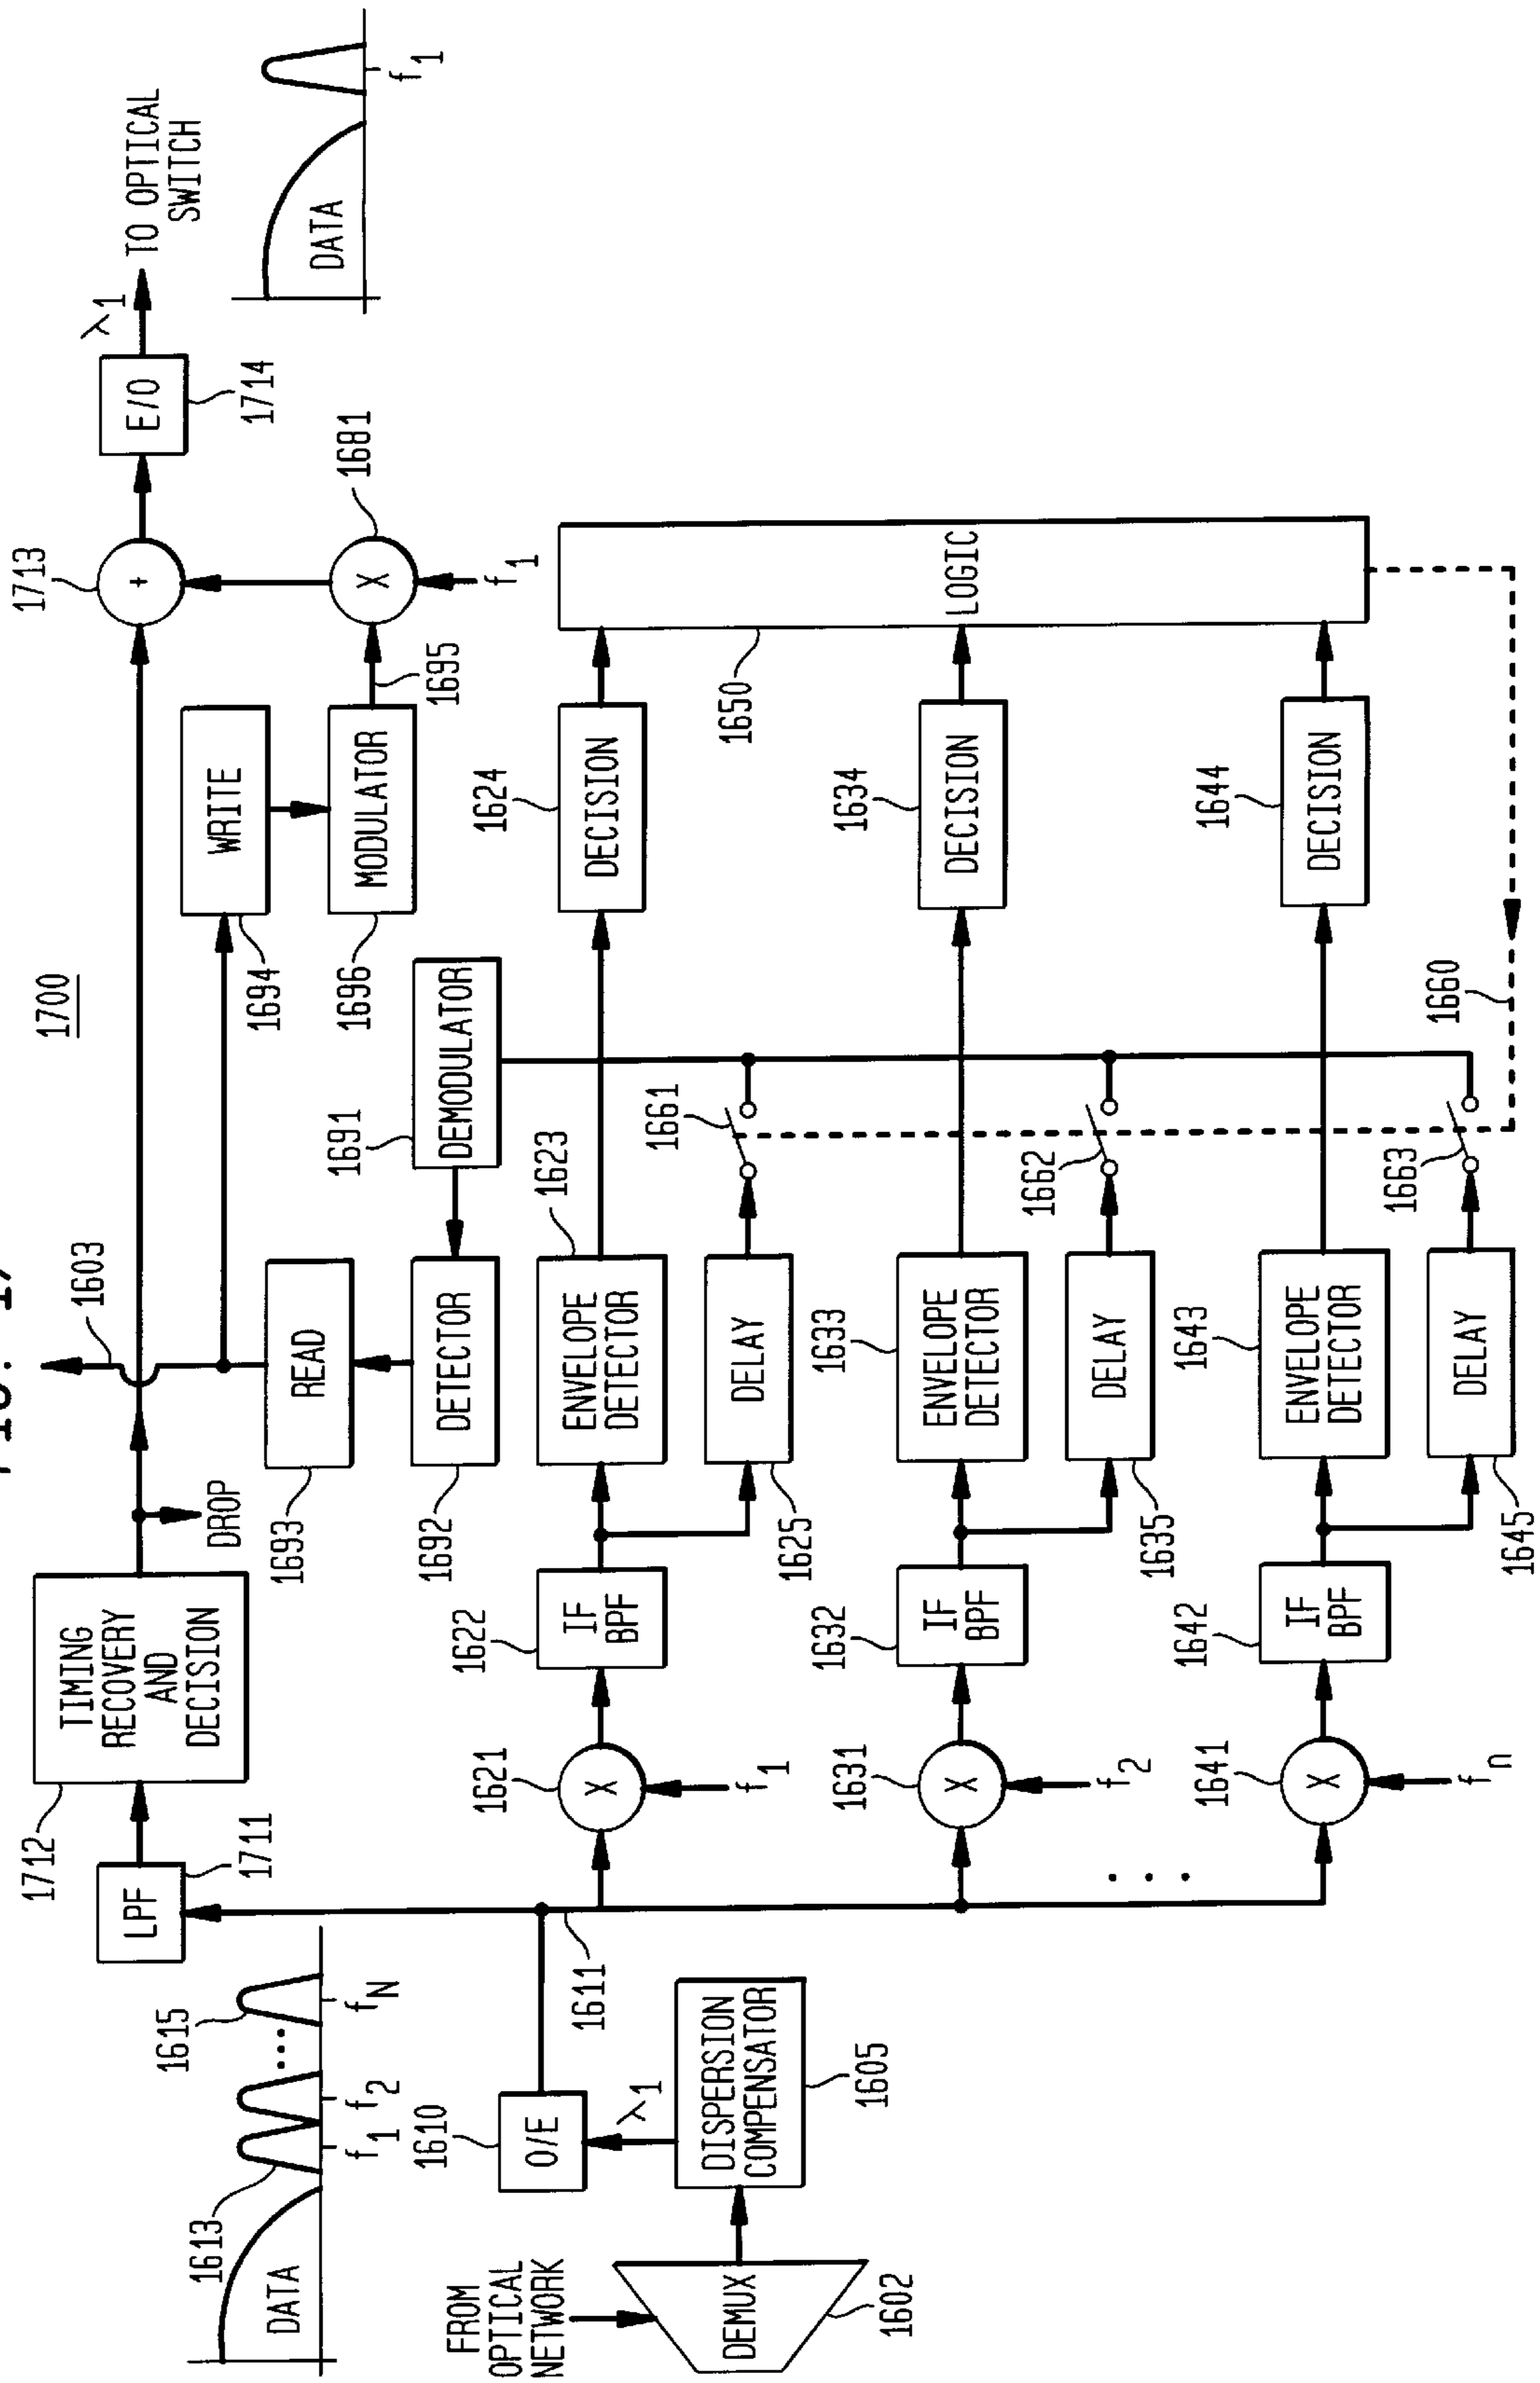 FIG. 17
1700
DATA
1613
1615
f1
f2
...
fN
LPF
1711
1712
TIMING
RECOVERY
AND
DECISION
DROP
1603
1713
+
E/O
1714
λ1
TO OPTICAL
SWITCH
DATA
f1
WRITE
1694
MODULATOR
1696
1695
X
1681
f1
READ
1693
DETECTOR
1692
DEMODULATOR
1691
FROM
OPTICAL
NETWORK
DEMUX
1602
DISPERSION
COMPENSATOR
1605
λ1
O/E
1610
1611
1621
X
f1
1622
IF
BPF
1623
ENVELOPE
DETECTOR
1624
DECISION
DELAY
1625
1661
1650
LOGIC
1631
X
f2
1632
IF
BPF
1633
ENVELOPE
DETECTOR
1634
DECISION
DELAY
1635
1662
...
1641
X
fn
1642
IF
BPF
1643
ENVELOPE
DETECTOR
1644
DECISION
DELAY
1645
1663
1660